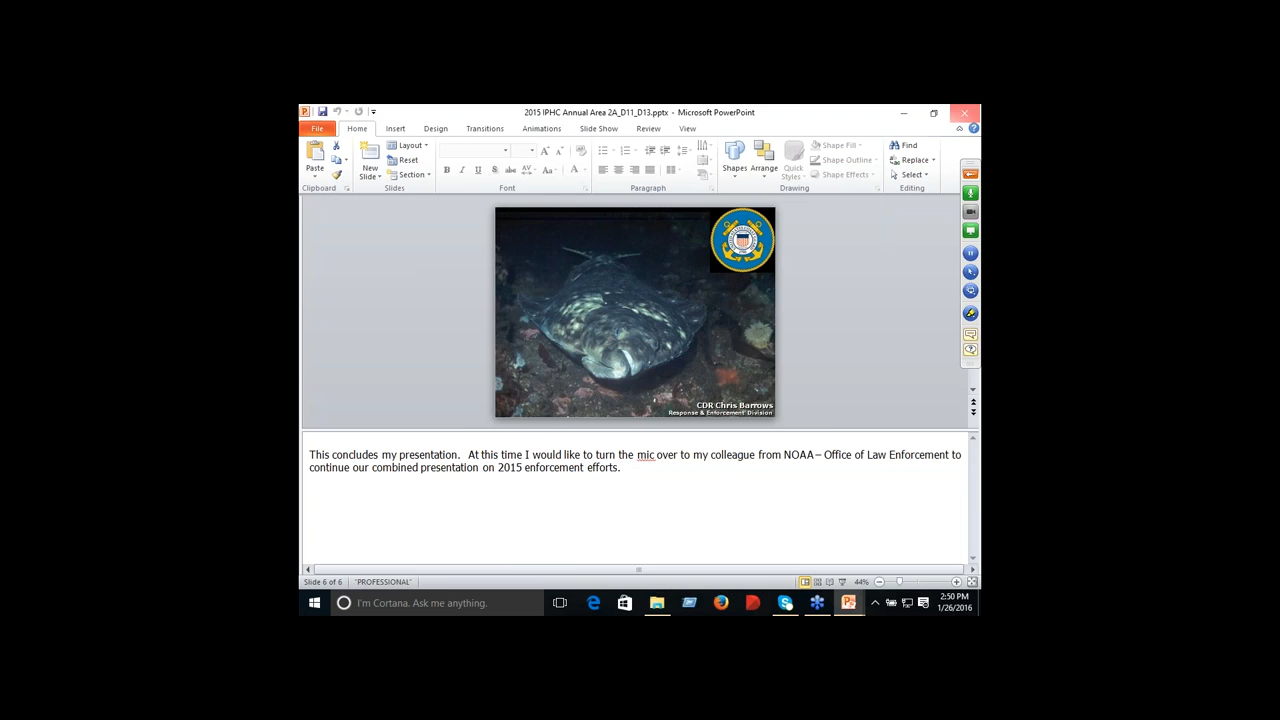 2015 IPHC Annual Area 2A_D11_D13.pptx - Microsoft PowerPoint
File Home Insert Design Transitions Animations Slide Show Review View
Paste
New Slide
Layout
Reset
Section
B I U S abc AV Aa A
Shapes
Arrange
Quick Styles
Shape Fill
Shape Outline
Shape Effects
Find
Replace
Select
Clipboard Slides Font Paragraph Drawing Editing
CDR Chris Barrows
Response & Enforcement Division
This concludes my presentation. At this time I would like to turn the mic over to my colleague from NOAA – Office of Law Enforcement to
continue our combined presentation on 2015 enforcement efforts.
Slide 6 of 6 "PROFESSIONAL" 44%
I'm Cortana. Ask me anything.
2:50 PM
1/26/2016